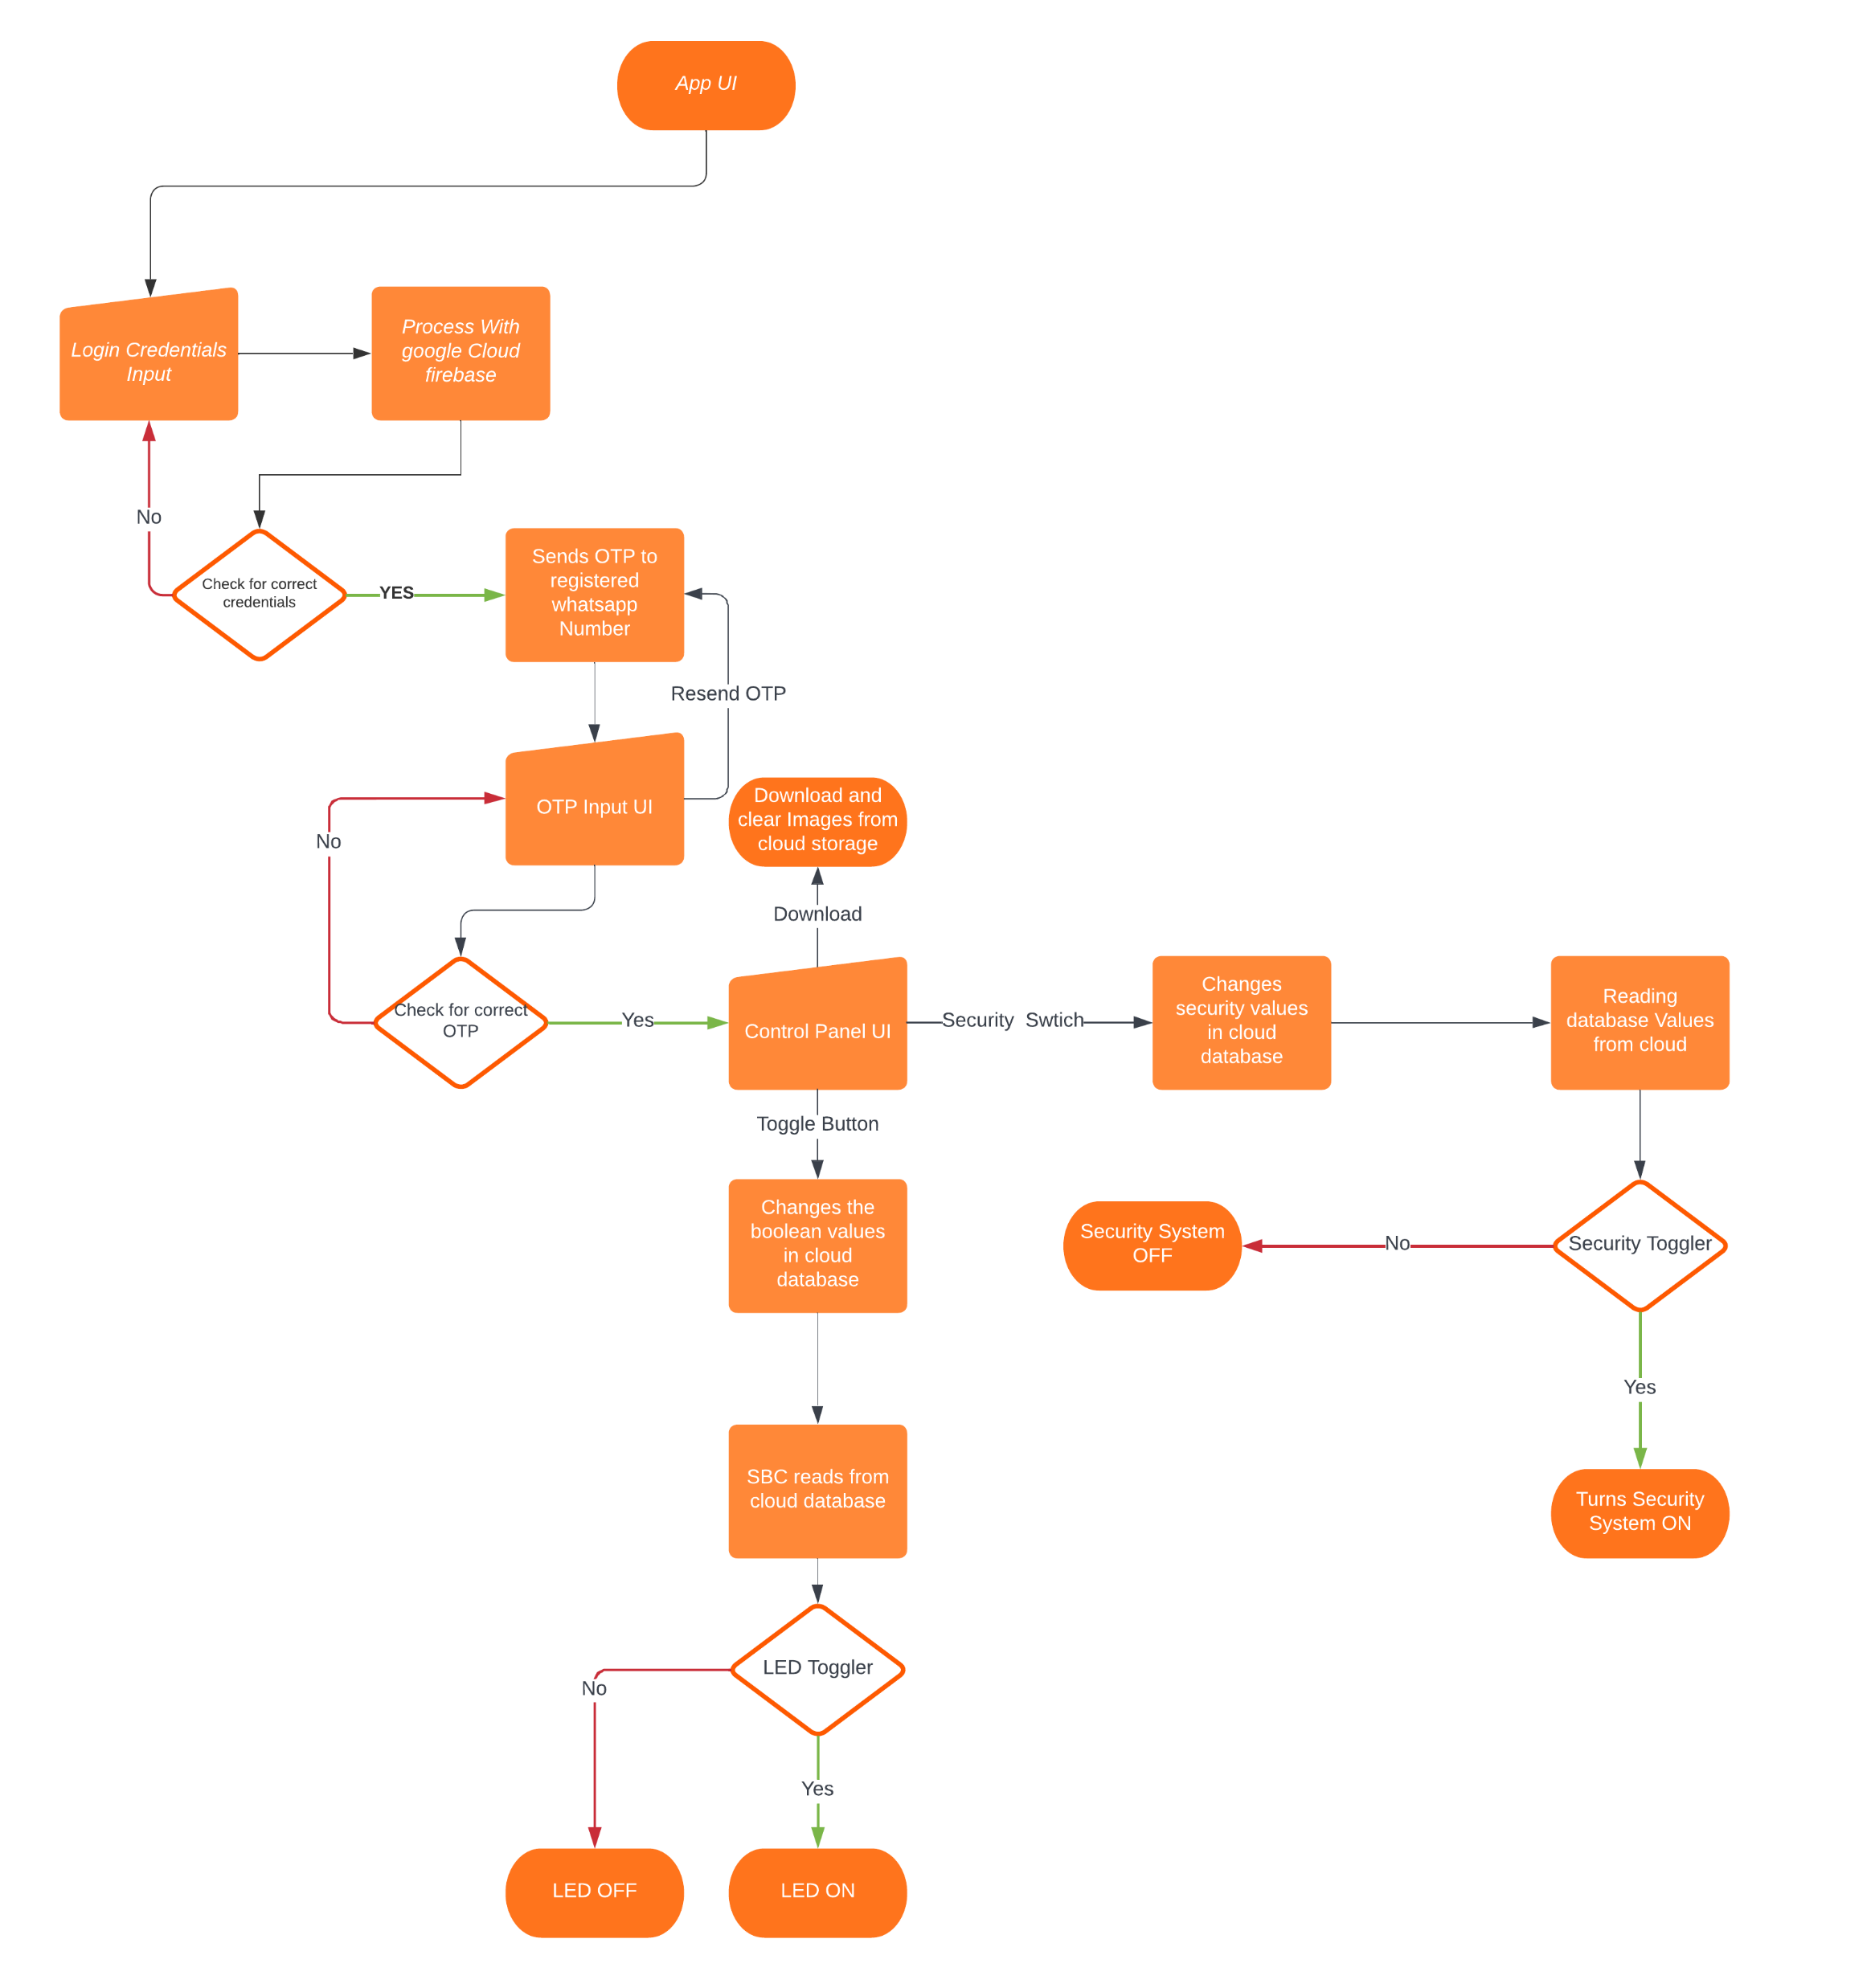 App UI
Login Credentials
Input
Process With
google Cloud
firebase
No
Check for correct
credentials
YES
Sends OTP to
registered
whatsapp
Number
Resend OTP
OTP Input UI
No
Download and
clear Images from
cloud storage
Download
Check for correct
OTP
Yes
Control Panel UI
Security  Swtich
Changes
security values
in cloud
database
Reading
database Values
from cloud
Toggle Button
Changes the
boolean values
in cloud
database
Security System
OFF
No
Security Toggler
Yes
Turns Security
System ON
SBC reads from
cloud database
LED Toggler
No
Yes
LED OFF
LED ON